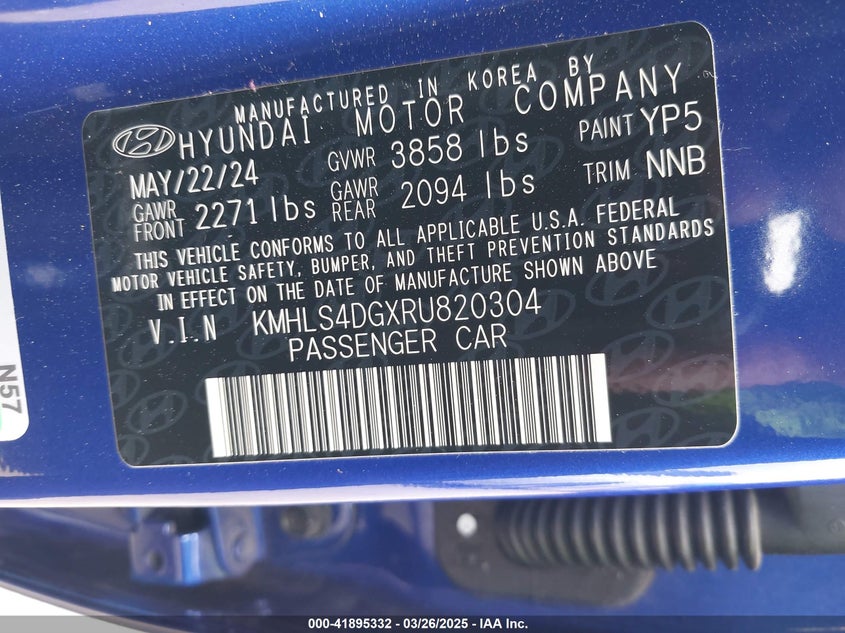 MANUFACTURED IN KOREA BY
HYUNDAI MOTOR COMPANY
MAY/22/24 GVWR 3858 lbs PAINT YP5
GAWR FRONT 2271 lbs GAWR REAR 2094 lbs TRIM NNB
THIS VEHICLE CONFORMS TO ALL APPLICABLE U.S.A. FEDERAL
MOTOR VEHICLE SAFETY, BUMPER, AND THEFT PREVENTION STANDARDS
IN EFFECT ON THE DATE OF MANUFACTURE SHOWN ABOVE
V.I.N KMHLS4DGXRU820304
PASSENGER CAR
N57
000-41895332 - 03/26/2025 - IAA Inc.